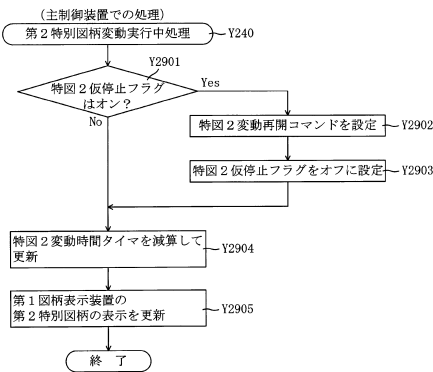 （主制御装置での処理）
第２特別図柄変動実行中処理
Y240
Y2901
特図２仮停止フラグ
はオン？
Yes
No
特図２変動再開コマンドを設定
Y2902
特図２仮停止フラグをオフに設定
Y2903
特図２変動時間タイマを減算して
更新
Y2904
第１図柄表示装置の
第２特別図柄の表示を更新
Y2905
終　了